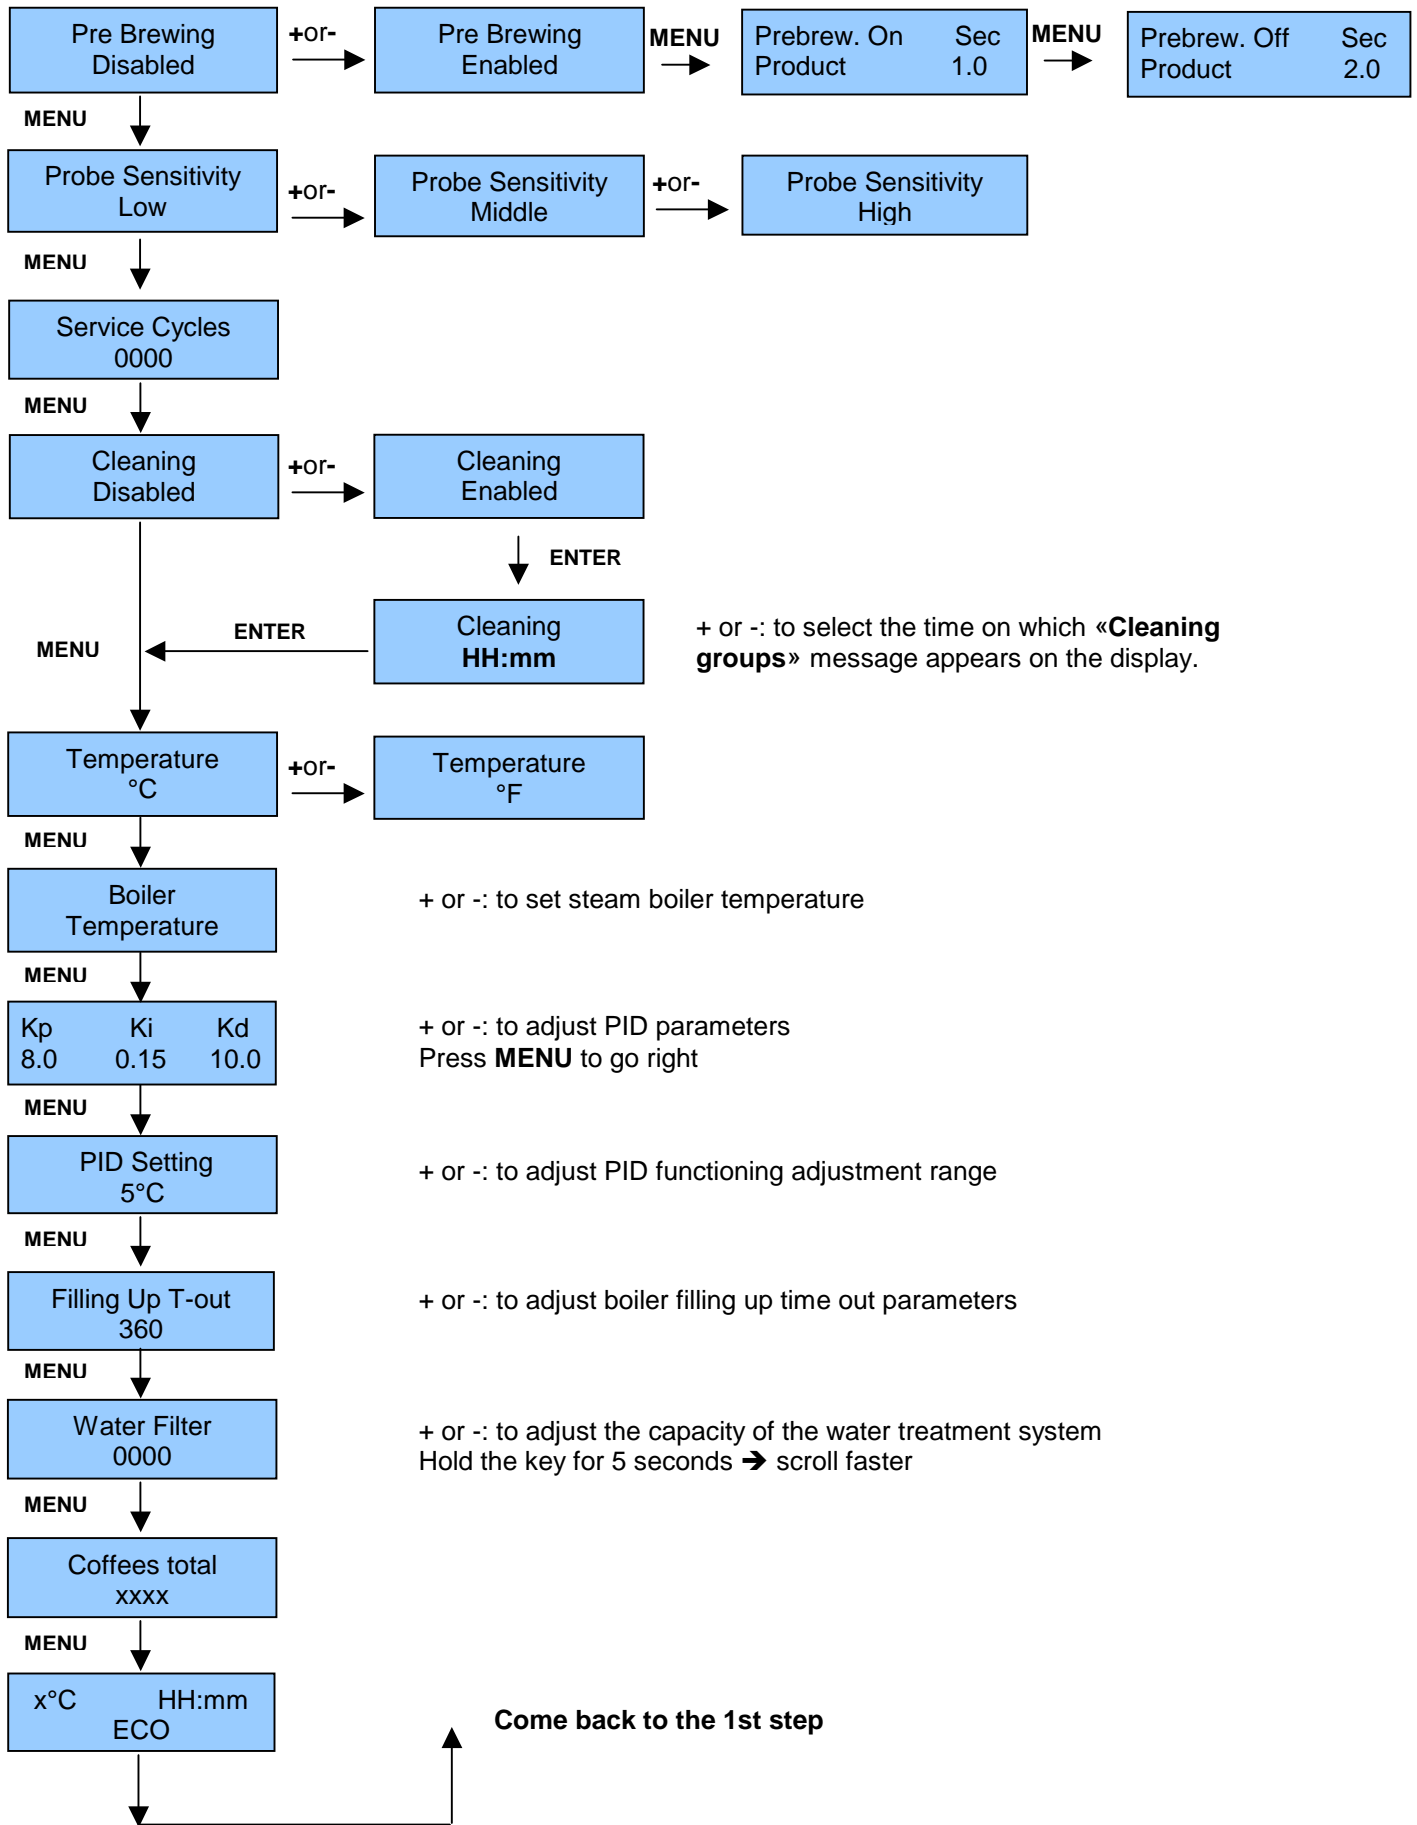 Pre Brewing
Disabled
+or-
Pre Brewing
Enabled
MENU
Prebrew. On Sec
Product 1.0
MENU
Prebrew. Off Sec
Product 2.0
MENU
Probe Sensitivity
Low
+or-
Probe Sensitivity
Middle
+or-
Probe Sensitivity
High
MENU
Service Cycles
0000
MENU
Cleaning
Disabled
+or-
Cleaning
Enabled
ENTER
MENU
ENTER
Cleaning
HH:mm
+ or -: to select the time on which «Cleaning
groups» message appears on the display.
Temperature
°C
+or-
Temperature
°F
MENU
Boiler
Temperature
+ or -: to set steam boiler temperature
MENU
Kp Ki Kd
8.0 0.15 10.0
+ or -: to adjust PID parameters
Press MENU to go right
MENU
PID Setting
5°C
+ or -: to adjust PID functioning adjustment range
MENU
Filling Up T-out
360
+ or -: to adjust boiler filling up time out parameters
MENU
Water Filter
0000
+ or -: to adjust the capacity of the water treatment system
Hold the key for 5 seconds ➔ scroll faster
MENU
Coffees total
xxxx
MENU
x°C HH:mm
ECO
Come back to the 1st step